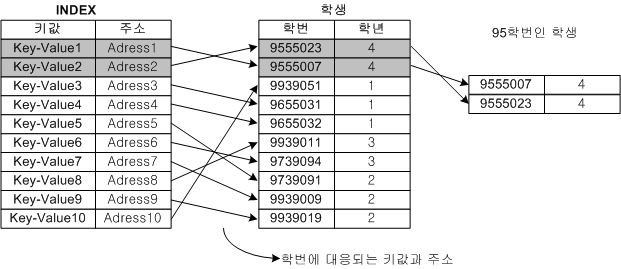 INDEX
키값 주소
Key-Value1 Adress1
Key-Value2 Adress2
Key-Value3 Adress3
Key-Value4 Adress4
Key-Value5 Adress5
Key-Value6 Adress6
Key-Value7 Adress7
Key-Value8 Adress8
Key-Value9 Adress9
Key-Value10 Adress10
학생
학번 학년
9555023 4
9555007 4
9939051 1
9655031 1
9655032 1
9939011 3
9739094 3
9739091 2
9939009 2
9939019 2
95학번인 학생
9555007 4
9555023 4
학번에 대응되는 키값과 주소